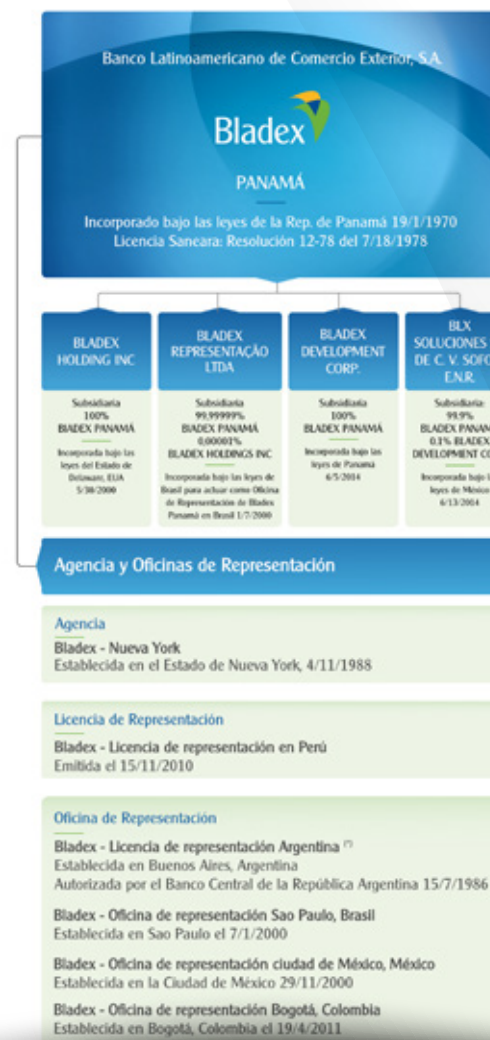 Banco Latinoamericano de Comercio Exterior, S.A.
Bladex
PANAMÁ
Incorporado bajo las leyes de la Rep. de Panamá 19/1/1970
Licencia Saneara: Resolución 12-78 del 7/18/1978
BLADEX
HOLDING INC
Subsidiaria
100%
BLADEX PANAMÁ
Incorporada bajo las
leyes del Estado de
Delaware, EUA
5/30/2000
BLADEX
REPRESENTAÇÃO
LTDA
Subsidiaria
99,99999%
BLADEX PANAMÁ
0,00001%
BLADEX HOLDINGS INC
Incorporada bajo las leyes de
Brasil para actuar como Oficina
de Representación de Bladex
Panamá en Brasil 1/7/2000
BLADEX
DEVELOPMENT
CORP.
Subsidiaria
100%
BLADEX PANAMÁ
Incorporada bajo las
leyes de Panamá
6/5/2014
BLX
SOLUCIONES
DE C. V. SOFO
E.N.R.
Subsidiaria:
99.9%
BLADEX PANAM
0.1% BLADEX
DEVELOPMENT CO
Incorporada bajo l
leyes de México
6/13/2014
Agencia y Oficinas de Representación
Agencia
Bladex - Nueva York
Establecida en el Estado de Nueva York, 4/11/1988
Licencia de Representación
Bladex - Licencia de representación en Perú
Emitida el 15/11/2010
Oficina de Representación
Bladex - Licencia de representación Argentina (*)
Establecida en Buenos Aires, Argentina
Autorizada por el Banco Central de la República Argentina 15/7/1986
Bladex - Oficina de representación Sao Paulo, Brasil
Establecida en Sao Paulo el 7/1/2000
Bladex - Oficina de representación ciudad de México, México
Establecida en la Ciudad de México 29/11/2000
Bladex - Oficina de representación Bogotá, Colombia
Establecida en Bogotá, Colombia el 19/4/2011